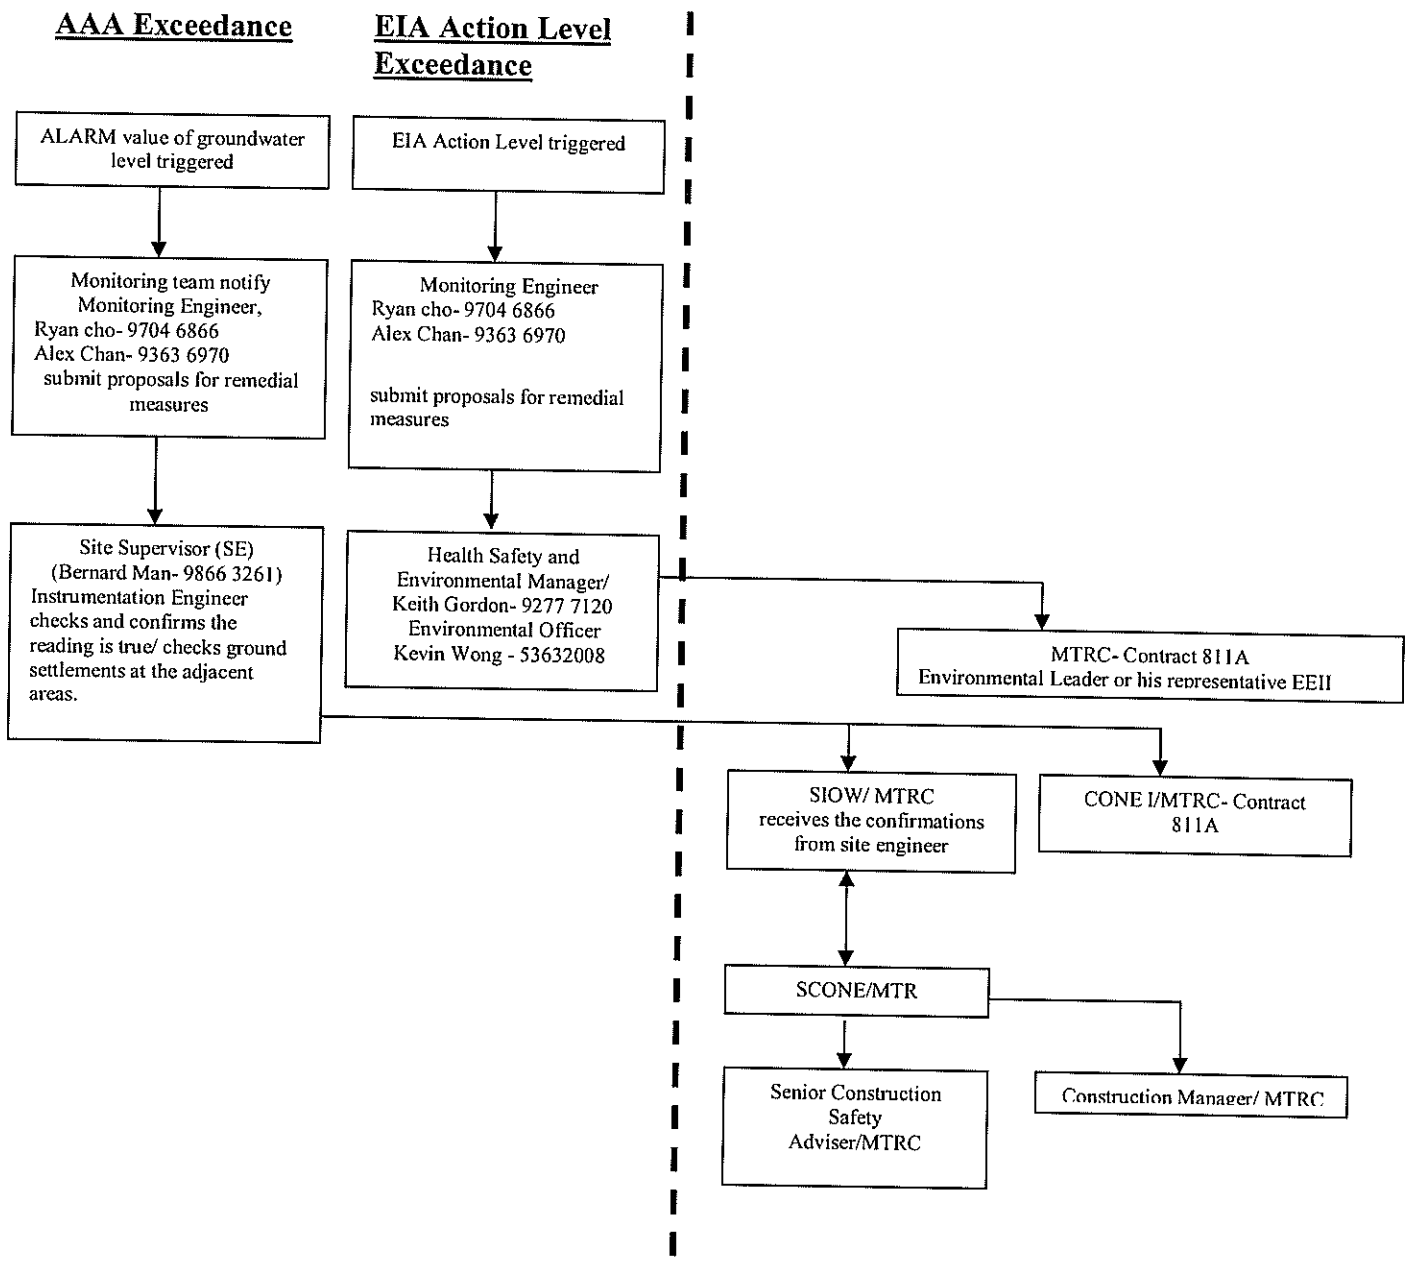 AAA Exceedance
EIA Action Level
Exceedance
ALARM value of groundwater
level triggered
EIA Action Level triggered
Monitoring team notify
Monitoring Engineer,
Ryan cho- 9704 6866
Alex Chan- 9363 6970
submit proposals for remedial
measures
Monitoring Engineer
Ryan cho- 9704 6866
Alex Chan- 9363 6970
submit proposals for remedial
measures
Site Supervisor (SE)
(Bernard Man- 9866 3261)
Instrumentation Engineer
checks and confirms the
reading is true/ checks ground
settlements at the adjacent
areas.
Health Safety and
Environmental Manager/
Keith Gordon- 9277 7120
Environmental Officer
Kevin Wong - 53632008
MTRC- Contract 811A
Environmental Leader or his representative EEII
SIOW/ MTRC
receives the confirmations
from site engineer
CONE I/MTRC- Contract
811A
SCONE/MTR
Senior Construction
Safety
Adviser/MTRC
Construction Manager/ MTRC